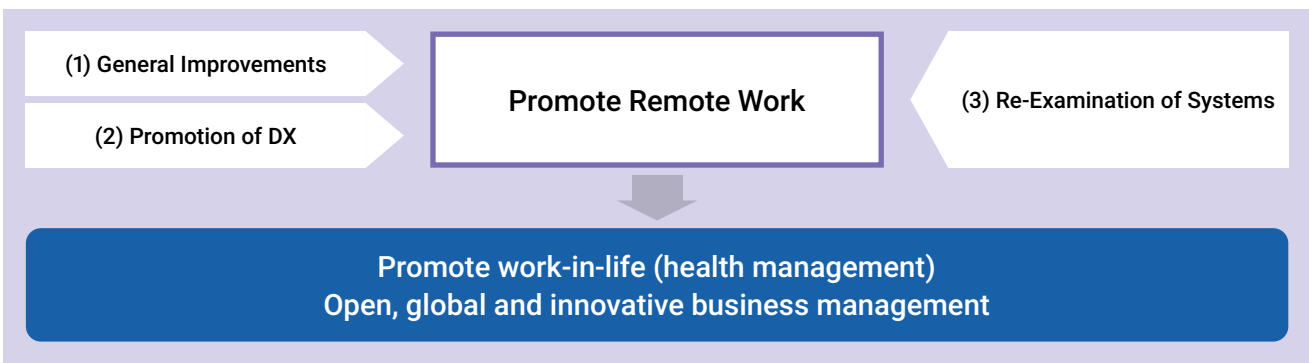 (1) General Improvements
(2) Promotion of DX
Promote Remote Work
(3) Re-Examination of Systems
Promote work-in-life (health management)
Open, global and innovative business management